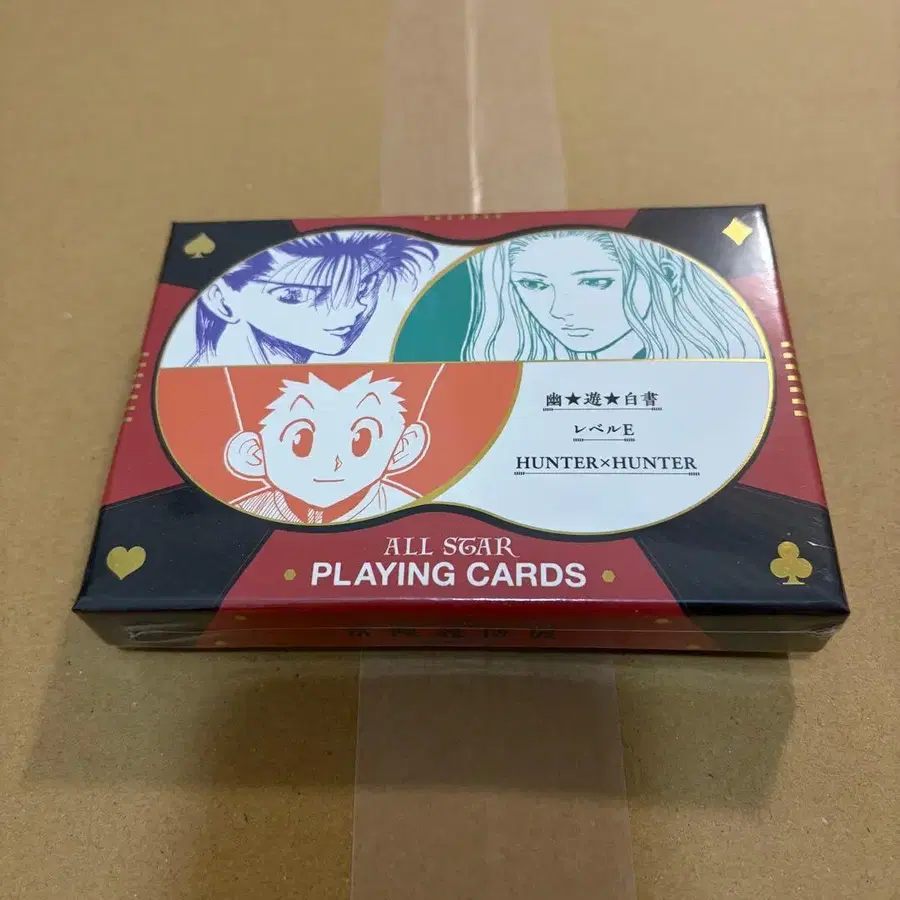 幽★遊★白書
レベルE
HUNTER×HUNTER
ALL STAR
PLAYING CARDS